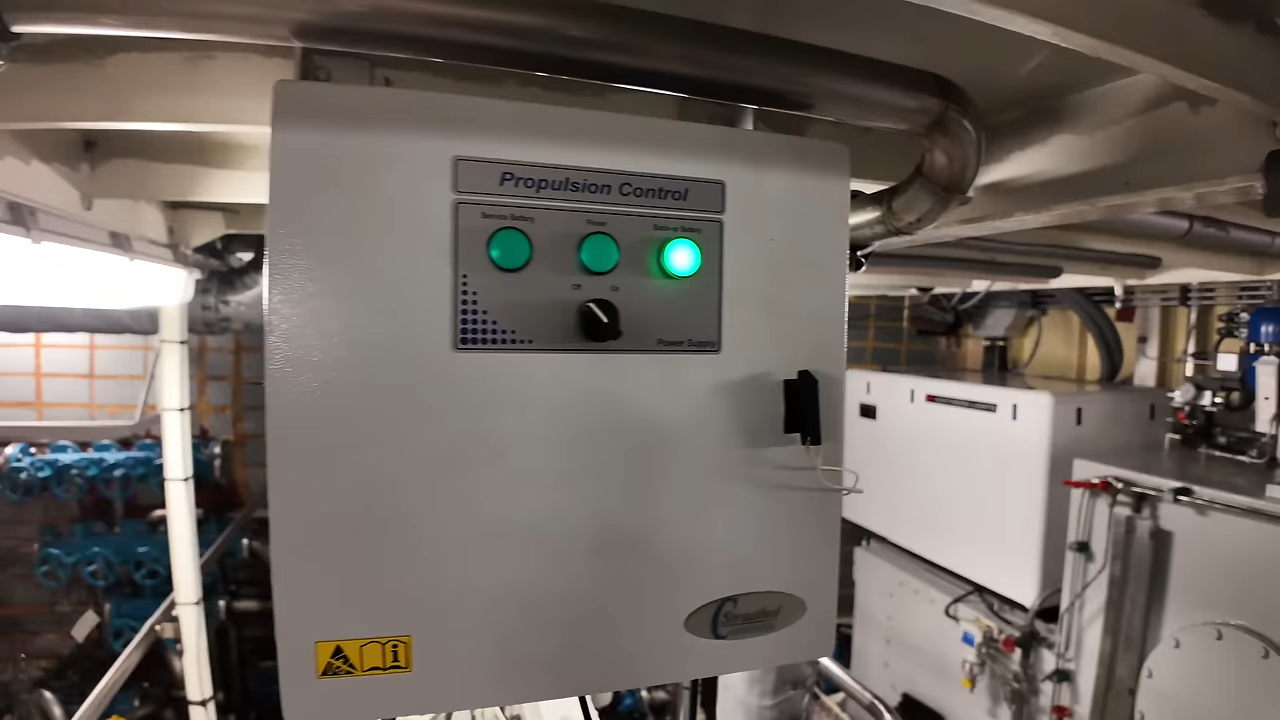 Propulsion Control
Service Battery
Power
Back-up Battery
Off
On
Power Supply